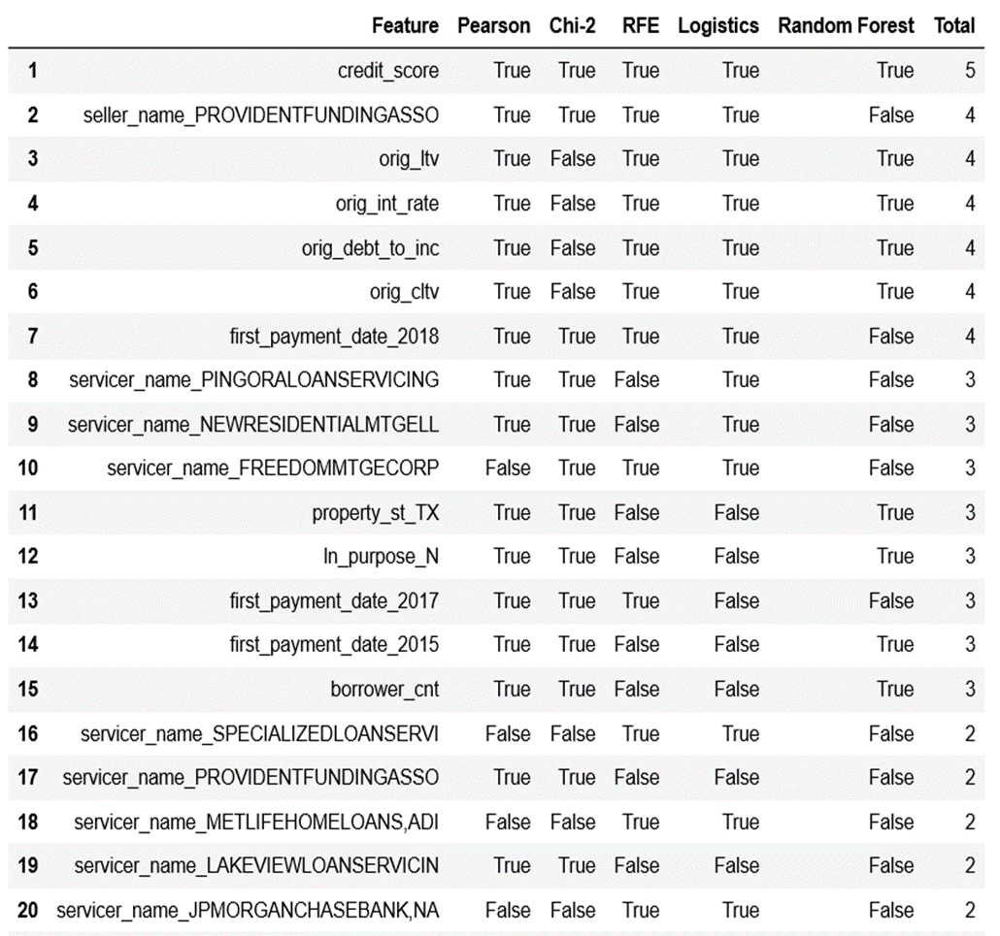 Feature Pearson Chi-2 RFE Logistics Random Forest Total
1 credit_score True True True True True 5
2 seller_name_PROVIDENTFUNDINGASSO True True True True False 4
3 orig_ltv True False True True True 4
4 orig_int_rate True False True True True 4
5 orig_debt_to_inc True False True True True 4
6 orig_cltv True False True True True 4
7 first_payment_date_2018 True True True True False 4
8 servicer_name_PINGORALOANSERVICING True True False True False 3
9 servicer_name_NEWRESIDENTIALMTGELL True True False True False 3
10 servicer_name_FREEDOMMTGECORP False True True True False 3
11 property_st_TX True True False False True 3
12 ln_purpose_N True True False False True 3
13 first_payment_date_2017 True True True False False 3
14 first_payment_date_2015 True True False False True 3
15 borrower_cnt True True False False True 3
16 servicer_name_SPECIALIZEDLOANSERVI False False True True False 2
17 servicer_name_PROVIDENTFUNDINGASSO True True False False False 2
18 servicer_name_METLIFEHOMELOANS,ADI False False True True False 2
19 servicer_name_LAKEVIEWLOANSERVICIN True True False False False 2
20 servicer_name_JPMORGANCHASEBANK,NA False False True True False 2